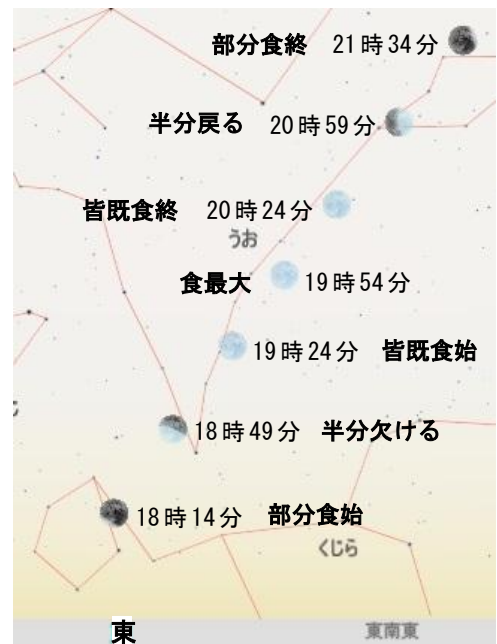 部分食終 21時34分
半分戻る 20時59分
皆既食終 20時24分
うお
食最大 19時54分
19時24分 皆既食始
18時49分 半分欠ける
18時14分 部分食始
くじら
東 東南東